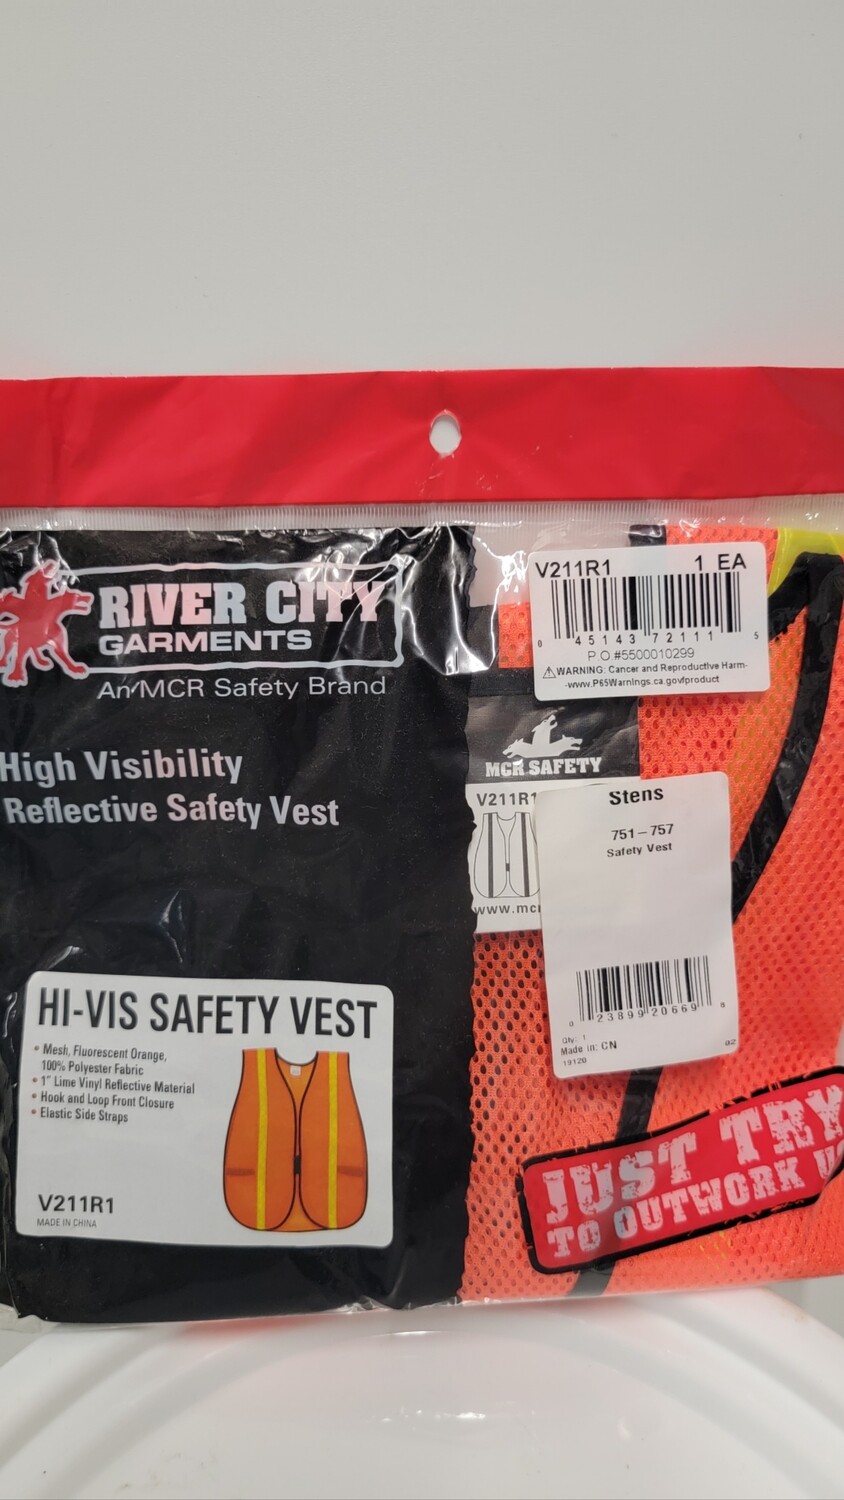 RIVER CITY
GARMENTS
An MCR Safety Brand
High Visibility
Reflective Safety Vest
V211R1 1 EA
0 45143 72111 5
P.O.#5500010299
WARNING: Cancer and Reproductive Harm-
-www.P65Warnings.ca.gov/product
MCR SAFETY
V211R1
www.mcr
Stens
751-757
Safety Vest
0 23899 20669 0
Qty: 1
Made in: CN
19120 02
HI-VIS SAFETY VEST
• Mesh, Fluorescent Orange,
100% Polyester Fabric
• 1" Lime Vinyl Reflective Material
• Hook and Loop Front Closure
• Elastic Side Straps
V211R1
MADE IN CHINA
JUST TRY
TO OUTWORK